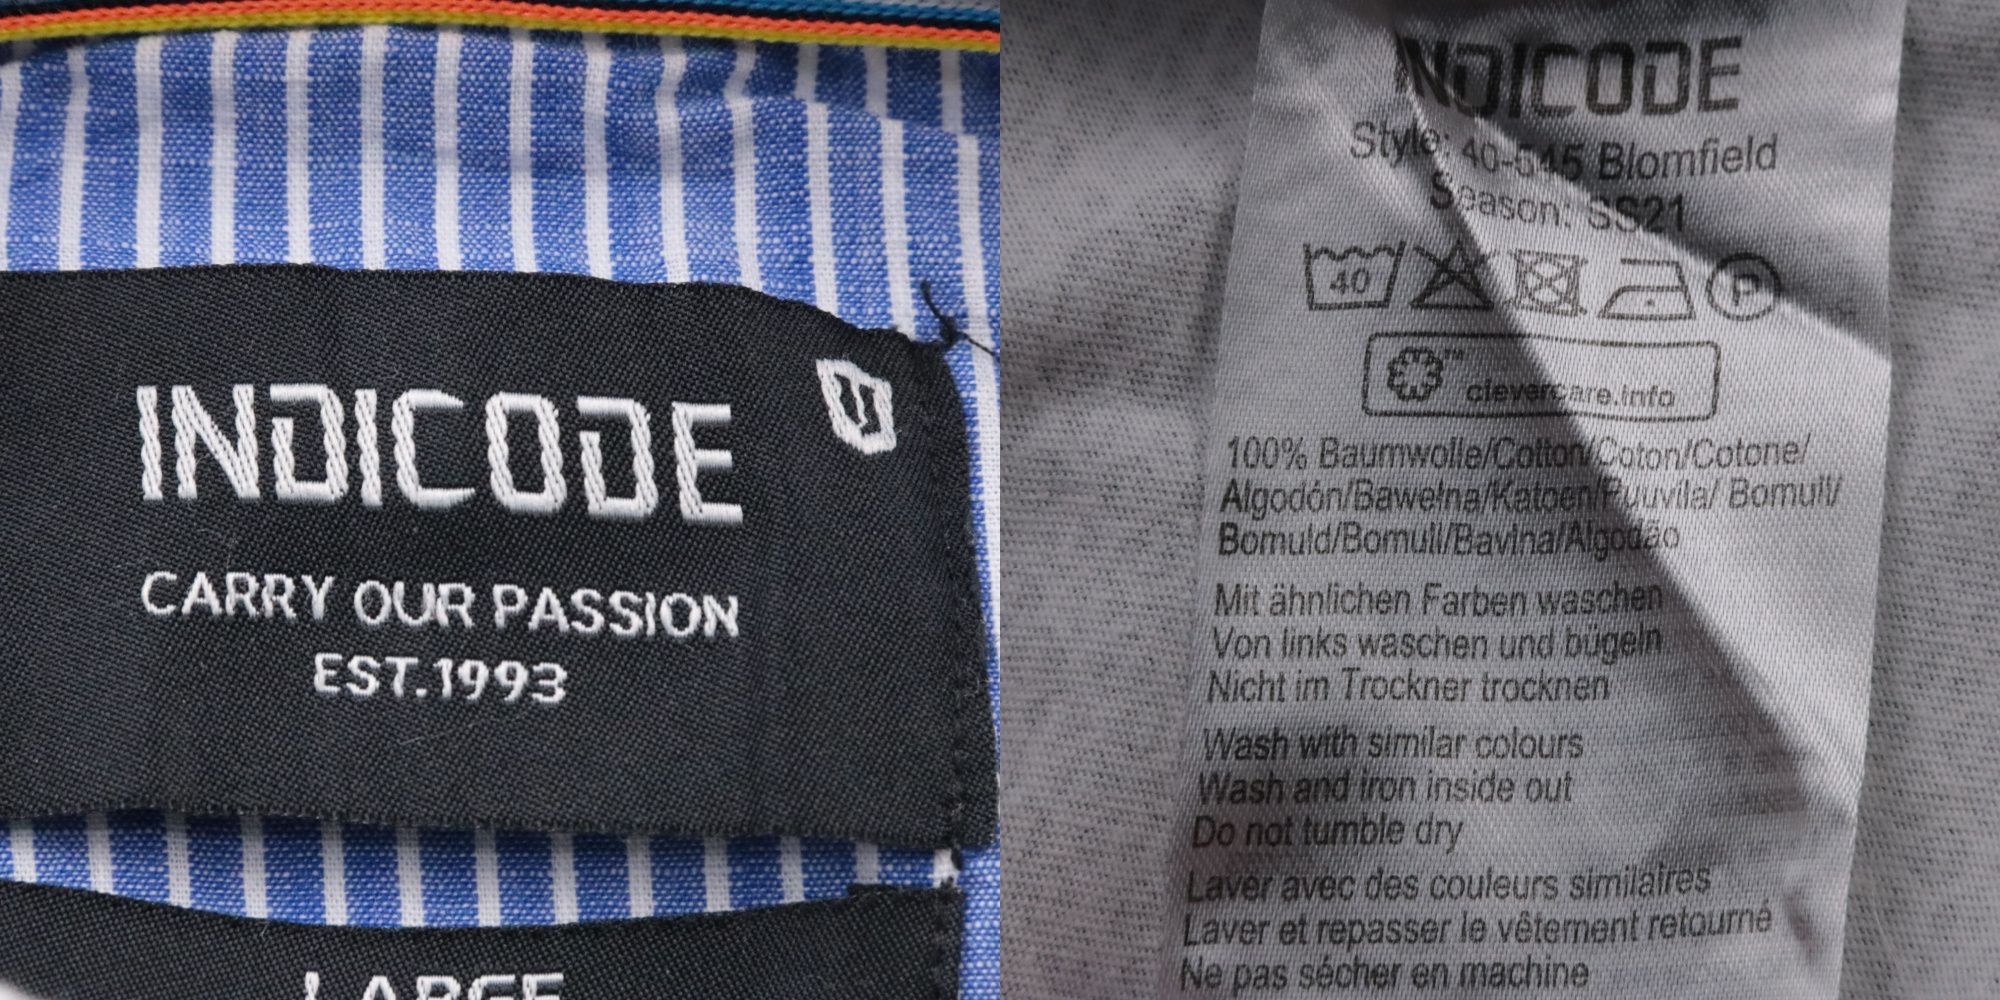 INDICODE
CARRY OUR PASSION
EST.1993
LARGE
INDICODE
Style: 40-545 Blomfield
Season: SS21
40
P
™ clevercare.info
100% Baumwolle/Cotton/Coton/Cotone/
Algodón/Bawełna/Katoen/Puuvila/ Bomull/
Bomuld/Bomull/Bavlna/Algodão
Mit ähnlichen Farben waschen
Von links waschen und bügeln
Nicht im Trockner trocknen
Wash with similar colours
Wash and iron inside out
Do not tumble dry
Laver avec des couleurs similaires
Laver et repasser le vêtement retourné
Ne pas sécher en machine